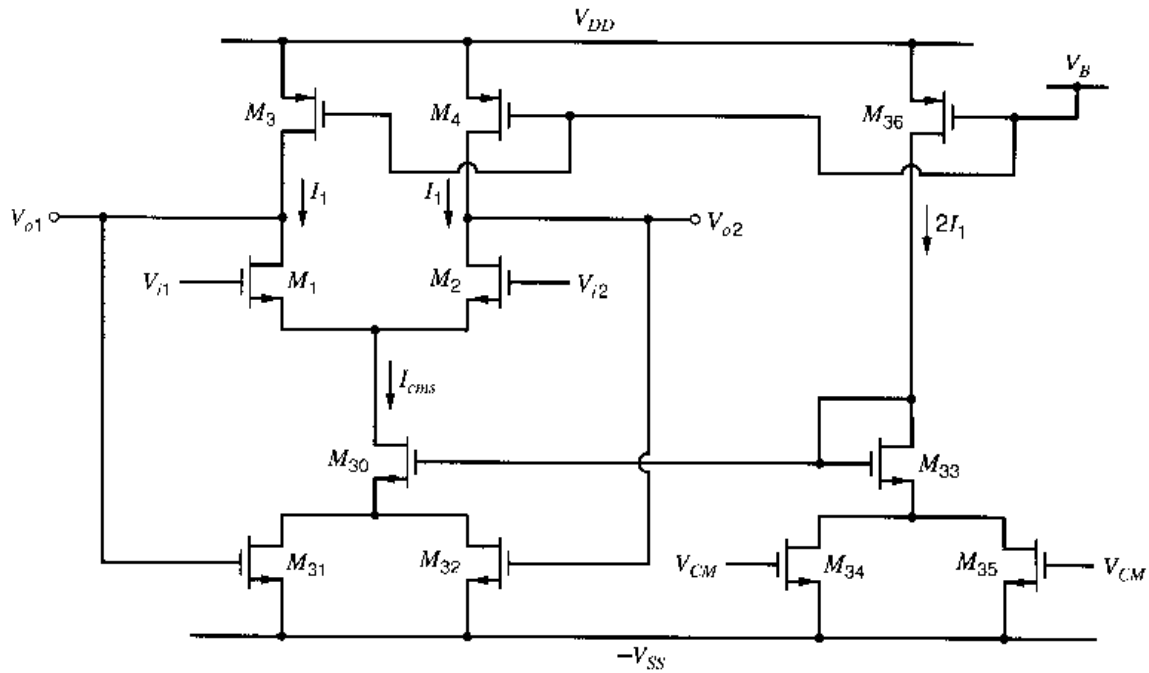 V_DD
V_B
M_3
M_4
M_36
I_1
I_1
2I_1
V_o1
V_o2
V_i1
M_1
M_2
V_i2
I_cms
M_30
M_33
M_31
M_32
V_CM
M_34
M_35
V_CM
−V_SS